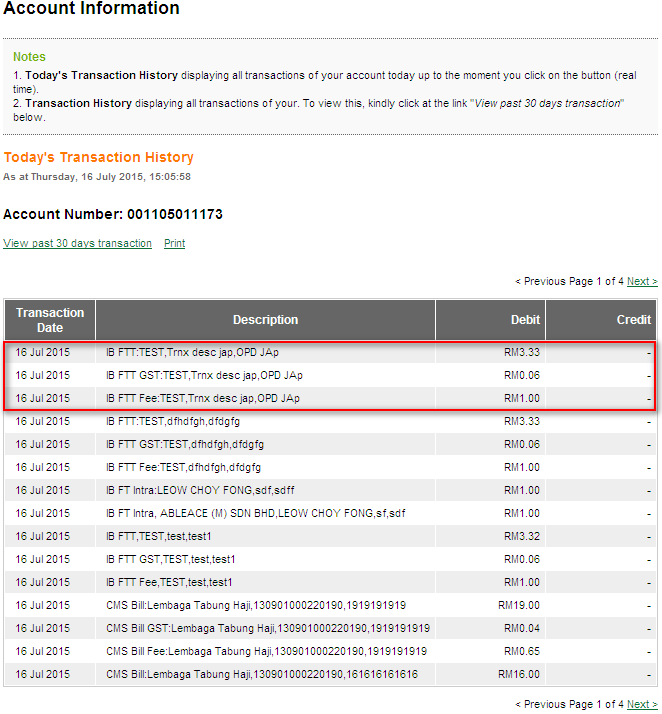 Account Information
Notes
1. Today's Transaction History displaying all transactions of your account today up to the moment you click on the button (real
time).
2. Transaction History displaying all transactions of your. To view this, kindly click at the link "View past 30 days transaction"
below.
Today's Transaction History
As at Thursday, 16 July 2015, 15:05:58
Account Number: 001105011173
View past 30 days transaction Print
< Previous Page 1 of 4 Next >
Transaction Date Description Debit Credit
16 Jul 2015 IB FTT:TEST,Trnx desc jap,OPD JAp RM3.33 -
16 Jul 2015 IB FTT GST:TEST,Trnx desc jap,OPD JAp RM0.06 -
16 Jul 2015 IB FTT Fee:TEST,Trnx desc jap,OPD JAp RM1.00 -
16 Jul 2015 IB FTT:TEST,dfhdfgh,dfdgfg RM3.33 -
16 Jul 2015 IB FTT GST:TEST,dfhdfgh,dfdgfg RM0.06 -
16 Jul 2015 IB FTT Fee:TEST,dfhdfgh,dfdgfg RM1.00 -
16 Jul 2015 IB FT Intra:LEOW CHOY FONG,sdf,sdff -
16 Jul 2015 IB FT Intra, ABLEACE (M) SDN BHD,LEOW CHOY FONG,sf,sdf -
16 Jul 2015 IB FTT,TEST,test,test1 RM3.32 -
16 Jul 2015 IB FTT GST,TEST,test,test1 RM0.06 -
16 Jul 2015 IB FTT Fee,TEST,test,test1 RM1.00 -
16 Jul 2015 CMS Bill:Lembaga Tabung Haji,130901000220190,1919191919 RM19.00 -
16 Jul 2015 CMS Bill GST:Lembaga Tabung Haji,130901000220190,1919191919 RM0.04 -
16 Jul 2015 CMS Bill Fee:Lembaga Tabung Haji,130901000220190,1919191919 RM0.65 -
16 Jul 2015 CMS Bill:Lembaga Tabung Haji,130901000220190,161616161616 RM16.00 -
< Previous Page 1 of 4 Next >